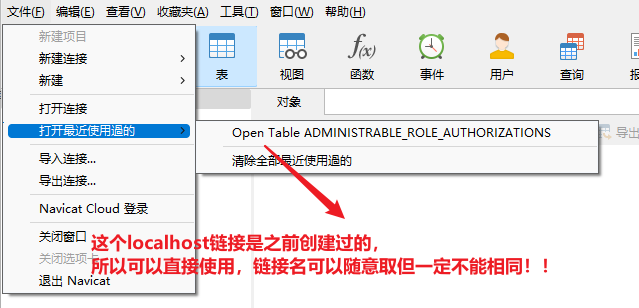 文件(F) 编辑(E) 查看(V) 收藏夹(A) 工具(T) 窗口(W) 帮助(H)
新建项目
新建连接
新建
打开连接
打开最近使用過的
导入连接...
导出连接...
Navicat Cloud 登录
关闭窗口
关闭选项卡
退出 Navicat
表 视图 f(x) 函数 事件 用户 查询
对象
导出
Open Table ADMINISTRABLE_ROLE_AUTHORIZATIONS
清除全部最近使用過的
这个localhost链接是之前创建过的，
所以可以直接使用，链接名可以随意取但一定不能相同！！